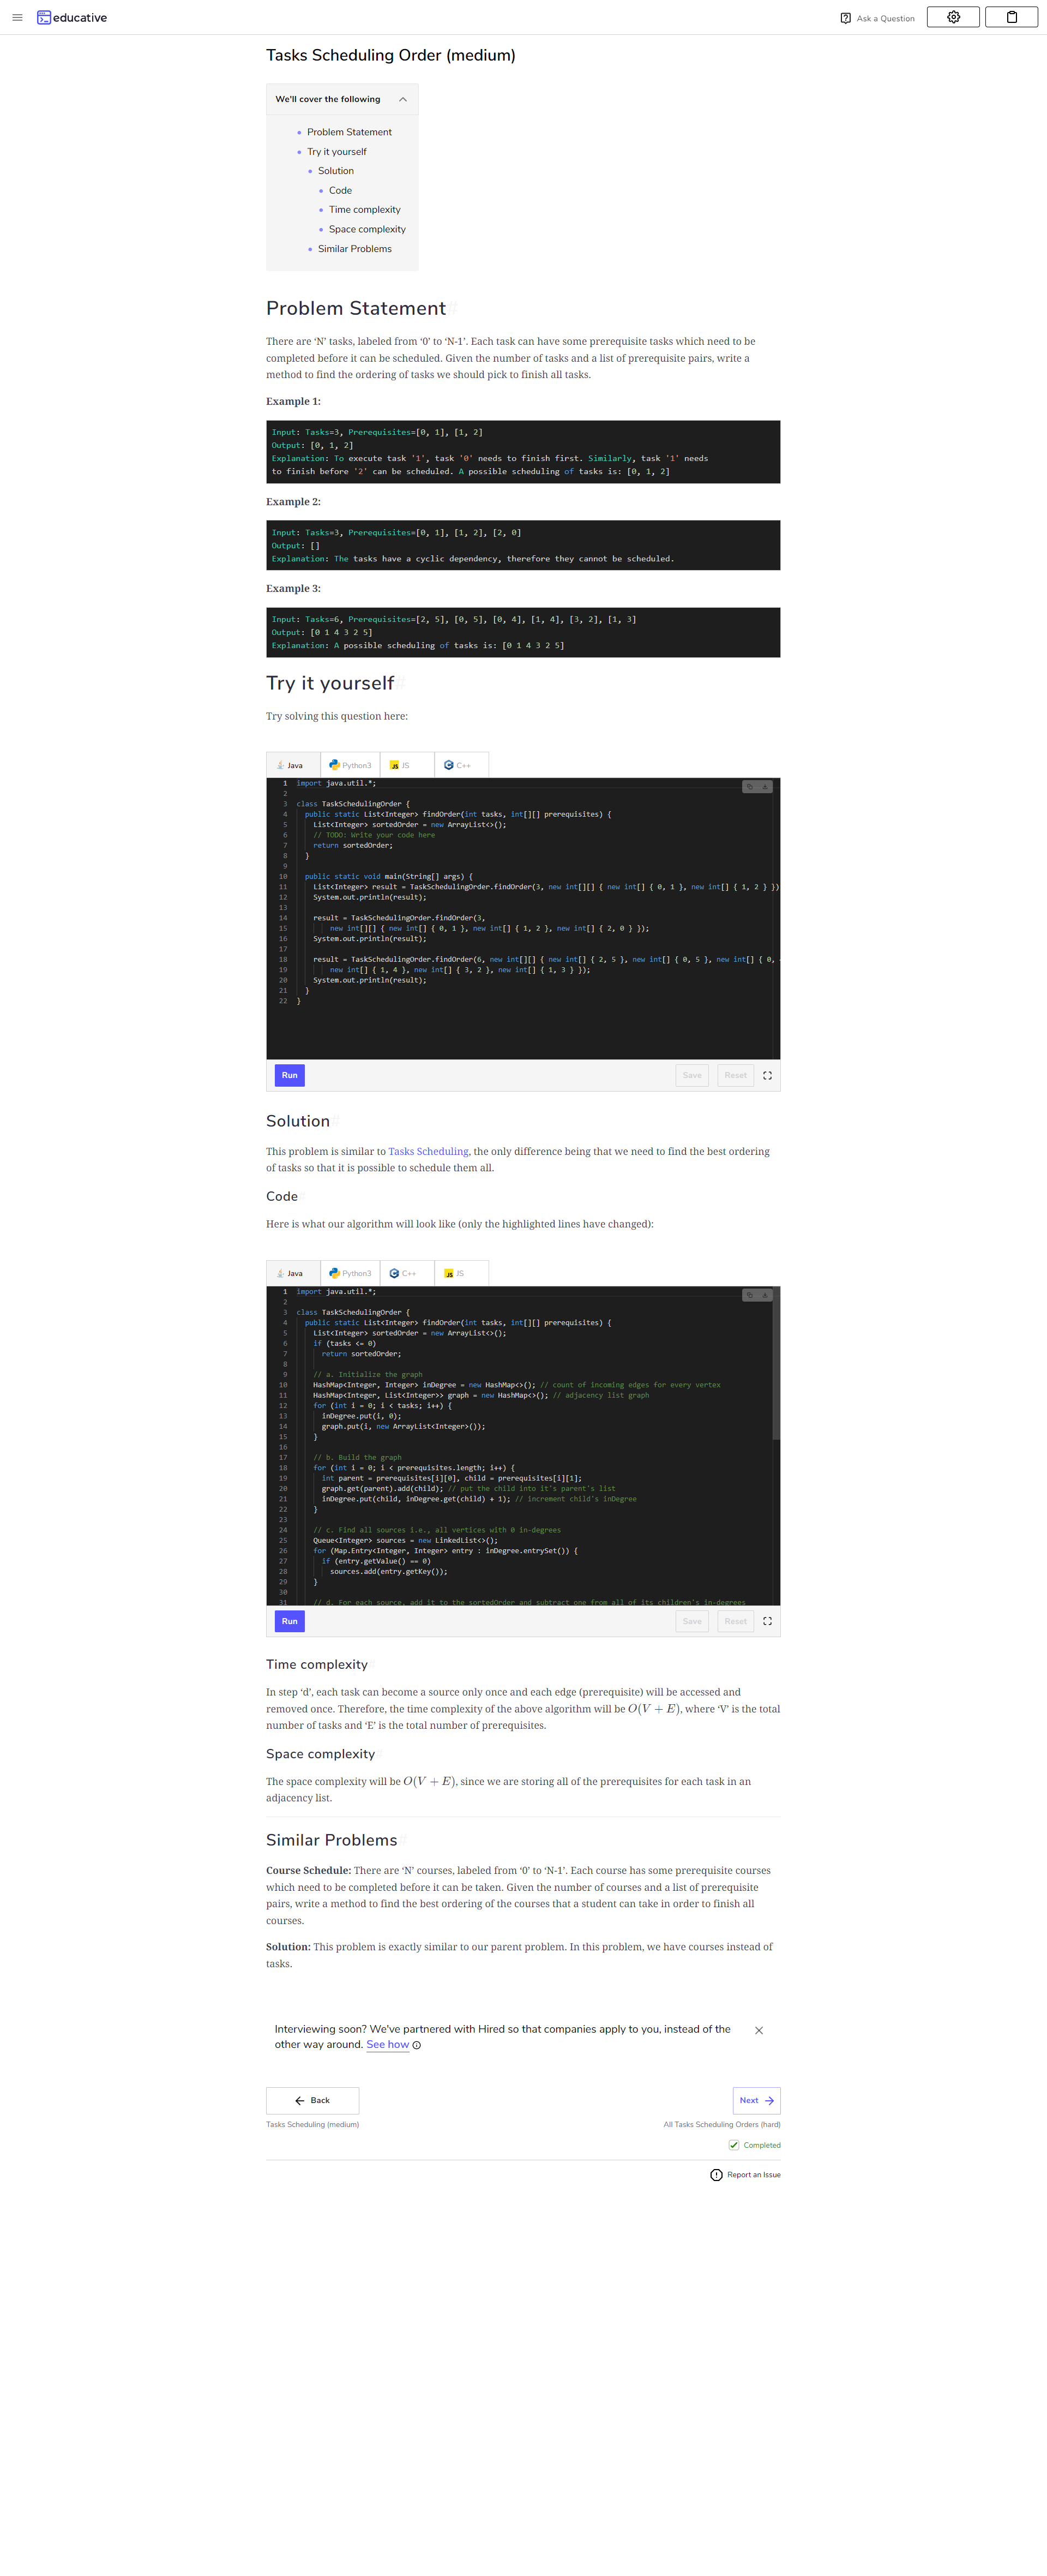 educative
Ask a Question
Tasks Scheduling Order (medium)
We'll cover the following
Problem Statement
Try it yourself
Solution
Code
Time complexity
Space complexity
Similar Problems
Problem Statement#
There are ‘N’ tasks, labeled from ‘0’ to ‘N-1’. Each task can have some prerequisite tasks which need to be
completed before it can be scheduled. Given the number of tasks and a list of prerequisite pairs, write a
method to find the ordering of tasks we should pick to finish all tasks.
Example 1:
Input: Tasks=3, Prerequisites=[0, 1], [1, 2]
Output: [0, 1, 2]
Explanation: To execute task '1', task '0' needs to finish first. Similarly, task '1' needs
to finish before '2' can be scheduled. A possible scheduling of tasks is: [0, 1, 2]
Example 2:
Input: Tasks=3, Prerequisites=[0, 1], [1, 2], [2, 0]
Output: []
Explanation: The tasks have a cyclic dependency, therefore they cannot be scheduled.
Example 3:
Input: Tasks=6, Prerequisites=[2, 5], [0, 5], [0, 4], [1, 4], [3, 2], [1, 3]
Output: [0 1 4 3 2 5]
Explanation: A possible scheduling of tasks is: [0 1 4 3 2 5]
Try it yourself#
Try solving this question here:
Java Python3 JS C++
1 import java.util.*;
2
3 class TaskSchedulingOrder {
4 public static List<Integer> findOrder(int tasks, int[][] prerequisites) {
5 List<Integer> sortedOrder = new ArrayList<>();
6 // TODO: Write your code here
7 return sortedOrder;
8 }
9
10 public static void main(String[] args) {
11 List<Integer> result = TaskSchedulingOrder.findOrder(3, new int[][] { new int[] { 0, 1 }, new int[] { 1, 2 } })
12 System.out.println(result);
13
14 result = TaskSchedulingOrder.findOrder(3,
15 new int[][] { new int[] { 0, 1 }, new int[] { 1, 2 }, new int[] { 2, 0 } });
16 System.out.println(result);
17
18 result = TaskSchedulingOrder.findOrder(6, new int[][] { new int[] { 2, 5 }, new int[] { 0, 5 }, new int[] { 0,
19 new int[] { 1, 4 }, new int[] { 3, 2 }, new int[] { 1, 3 } });
20 System.out.println(result);
21 }
22 }
Run Save Reset
Solution#
This problem is similar to Tasks Scheduling, the only difference being that we need to find the best ordering
of tasks so that it is possible to schedule them all.
Code
Here is what our algorithm will look like (only the highlighted lines have changed):
Java Python3 C++ JS
1 import java.util.*;
2
3 class TaskSchedulingOrder {
4 public static List<Integer> findOrder(int tasks, int[][] prerequisites) {
5 List<Integer> sortedOrder = new ArrayList<>();
6 if (tasks <= 0)
7 return sortedOrder;
8
9 // a. Initialize the graph
10 HashMap<Integer, Integer> inDegree = new HashMap<>(); // count of incoming edges for every vertex
11 HashMap<Integer, List<Integer>> graph = new HashMap<>(); // adjacency list graph
12 for (int i = 0; i < tasks; i++) {
13 inDegree.put(i, 0);
14 graph.put(i, new ArrayList<Integer>());
15 }
16
17 // b. Build the graph
18 for (int i = 0; i < prerequisites.length; i++) {
19 int parent = prerequisites[i][0], child = prerequisites[i][1];
20 graph.get(parent).add(child); // put the child into it's parent's list
21 inDegree.put(child, inDegree.get(child) + 1); // increment child's inDegree
22 }
23
24 // c. Find all sources i.e., all vertices with 0 in-degrees
25 Queue<Integer> sources = new LinkedList<>();
26 for (Map.Entry<Integer, Integer> entry : inDegree.entrySet()) {
27 if (entry.getValue() == 0)
28 sources.add(entry.getKey());
29 }
30
31 // d. For each source, add it to the sortedOrder and subtract one from all of its children's in-degrees
Run Save Reset
Time complexity
In step ‘d’, each task can become a source only once and each edge (prerequisite) will be accessed and
removed once. Therefore, the time complexity of the above algorithm will be O(V + E), where ‘V’ is the total
number of tasks and ‘E’ is the total number of prerequisites.
Space complexity#
The space complexity will be O(V + E), since we are storing all of the prerequisites for each task in an
adjacency list.
Similar Problems#
Course Schedule: There are ‘N’ courses, labeled from ‘0’ to ‘N-1’. Each course has some prerequisite courses
which need to be completed before it can be taken. Given the number of courses and a list of prerequisite
pairs, write a method to find the best ordering of the courses that a student can take in order to finish all
courses.
Solution: This problem is exactly similar to our parent problem. In this problem, we have courses instead of
tasks.
Interviewing soon? We've partnered with Hired so that companies apply to you, instead of the
other way around. See how
Back Next
Tasks Scheduling (medium) All Tasks Scheduling Orders (hard)
Completed
Report an Issue